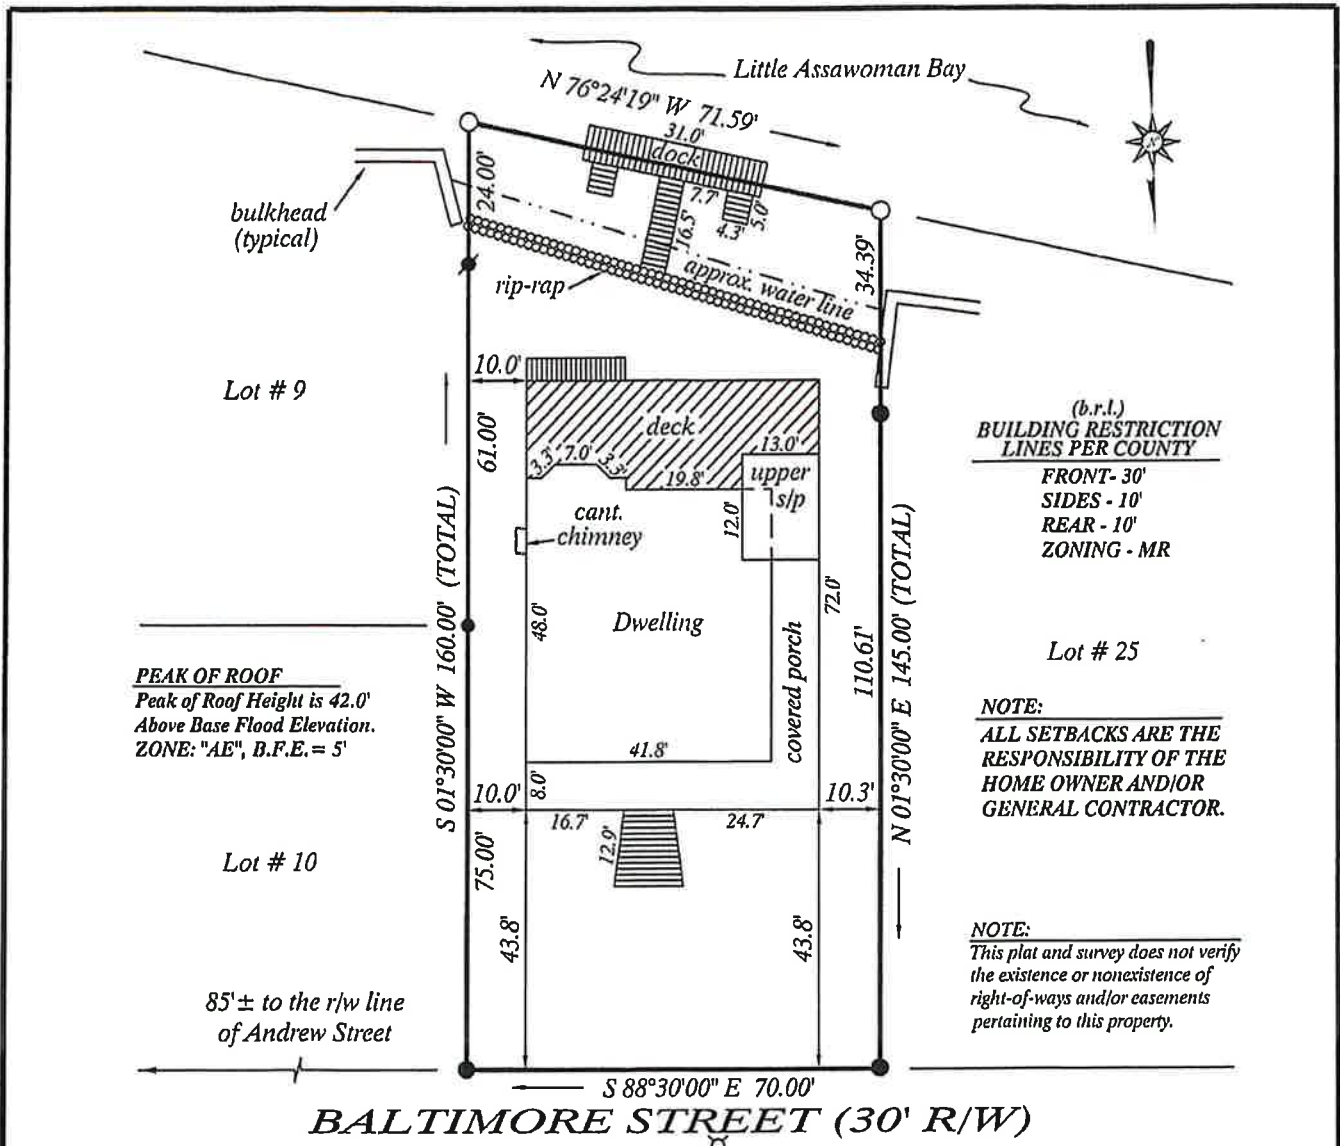 Little Assawoman Bay
N 76°24'19" W 71.59'
31.0'
dock
24.00'
7.7'
4.3'
5.0'
16.5'
bulkhead
(typical)
34.39'
rip-rap
approx. water line
N
10.0'
Lot # 9
61.00'
deck
13.0'
3.3'
7.0'
3.3'
19.8'
upper
s/p
12.0'
cant.
chimney
(b.r.l.)
BUILDING RESTRICTION
LINES PER COUNTY
FRONT- 30'
SIDES - 10'
REAR - 10'
ZONING - MR
S 01°30'00" W 160.00' (TOTAL)
48.0'
Dwelling
72.0'
covered porch
110.61'
N 01°30'00" E 145.00' (TOTAL)
Lot # 25
PEAK OF ROOF
Peak of Roof Height is 42.0'
Above Base Flood Elevation.
ZONE: "AE", B.F.E. = 5'
NOTE:
ALL SETBACKS ARE THE
RESPONSIBILITY OF THE
HOME OWNER AND/OR
GENERAL CONTRACTOR.
41.8'
8.0'
10.0'
10.3'
16.7'
24.7'
12.9'
Lot # 10
75.00'
43.8'
43.8'
NOTE:
This plat and survey does not verify
the existence or nonexistence of
right-of-ways and/or easements
pertaining to this property.
85'± to the r/w line
of Andrew Street
S 88°30'00" E 70.00'
BALTIMORE STREET (30' R/W)